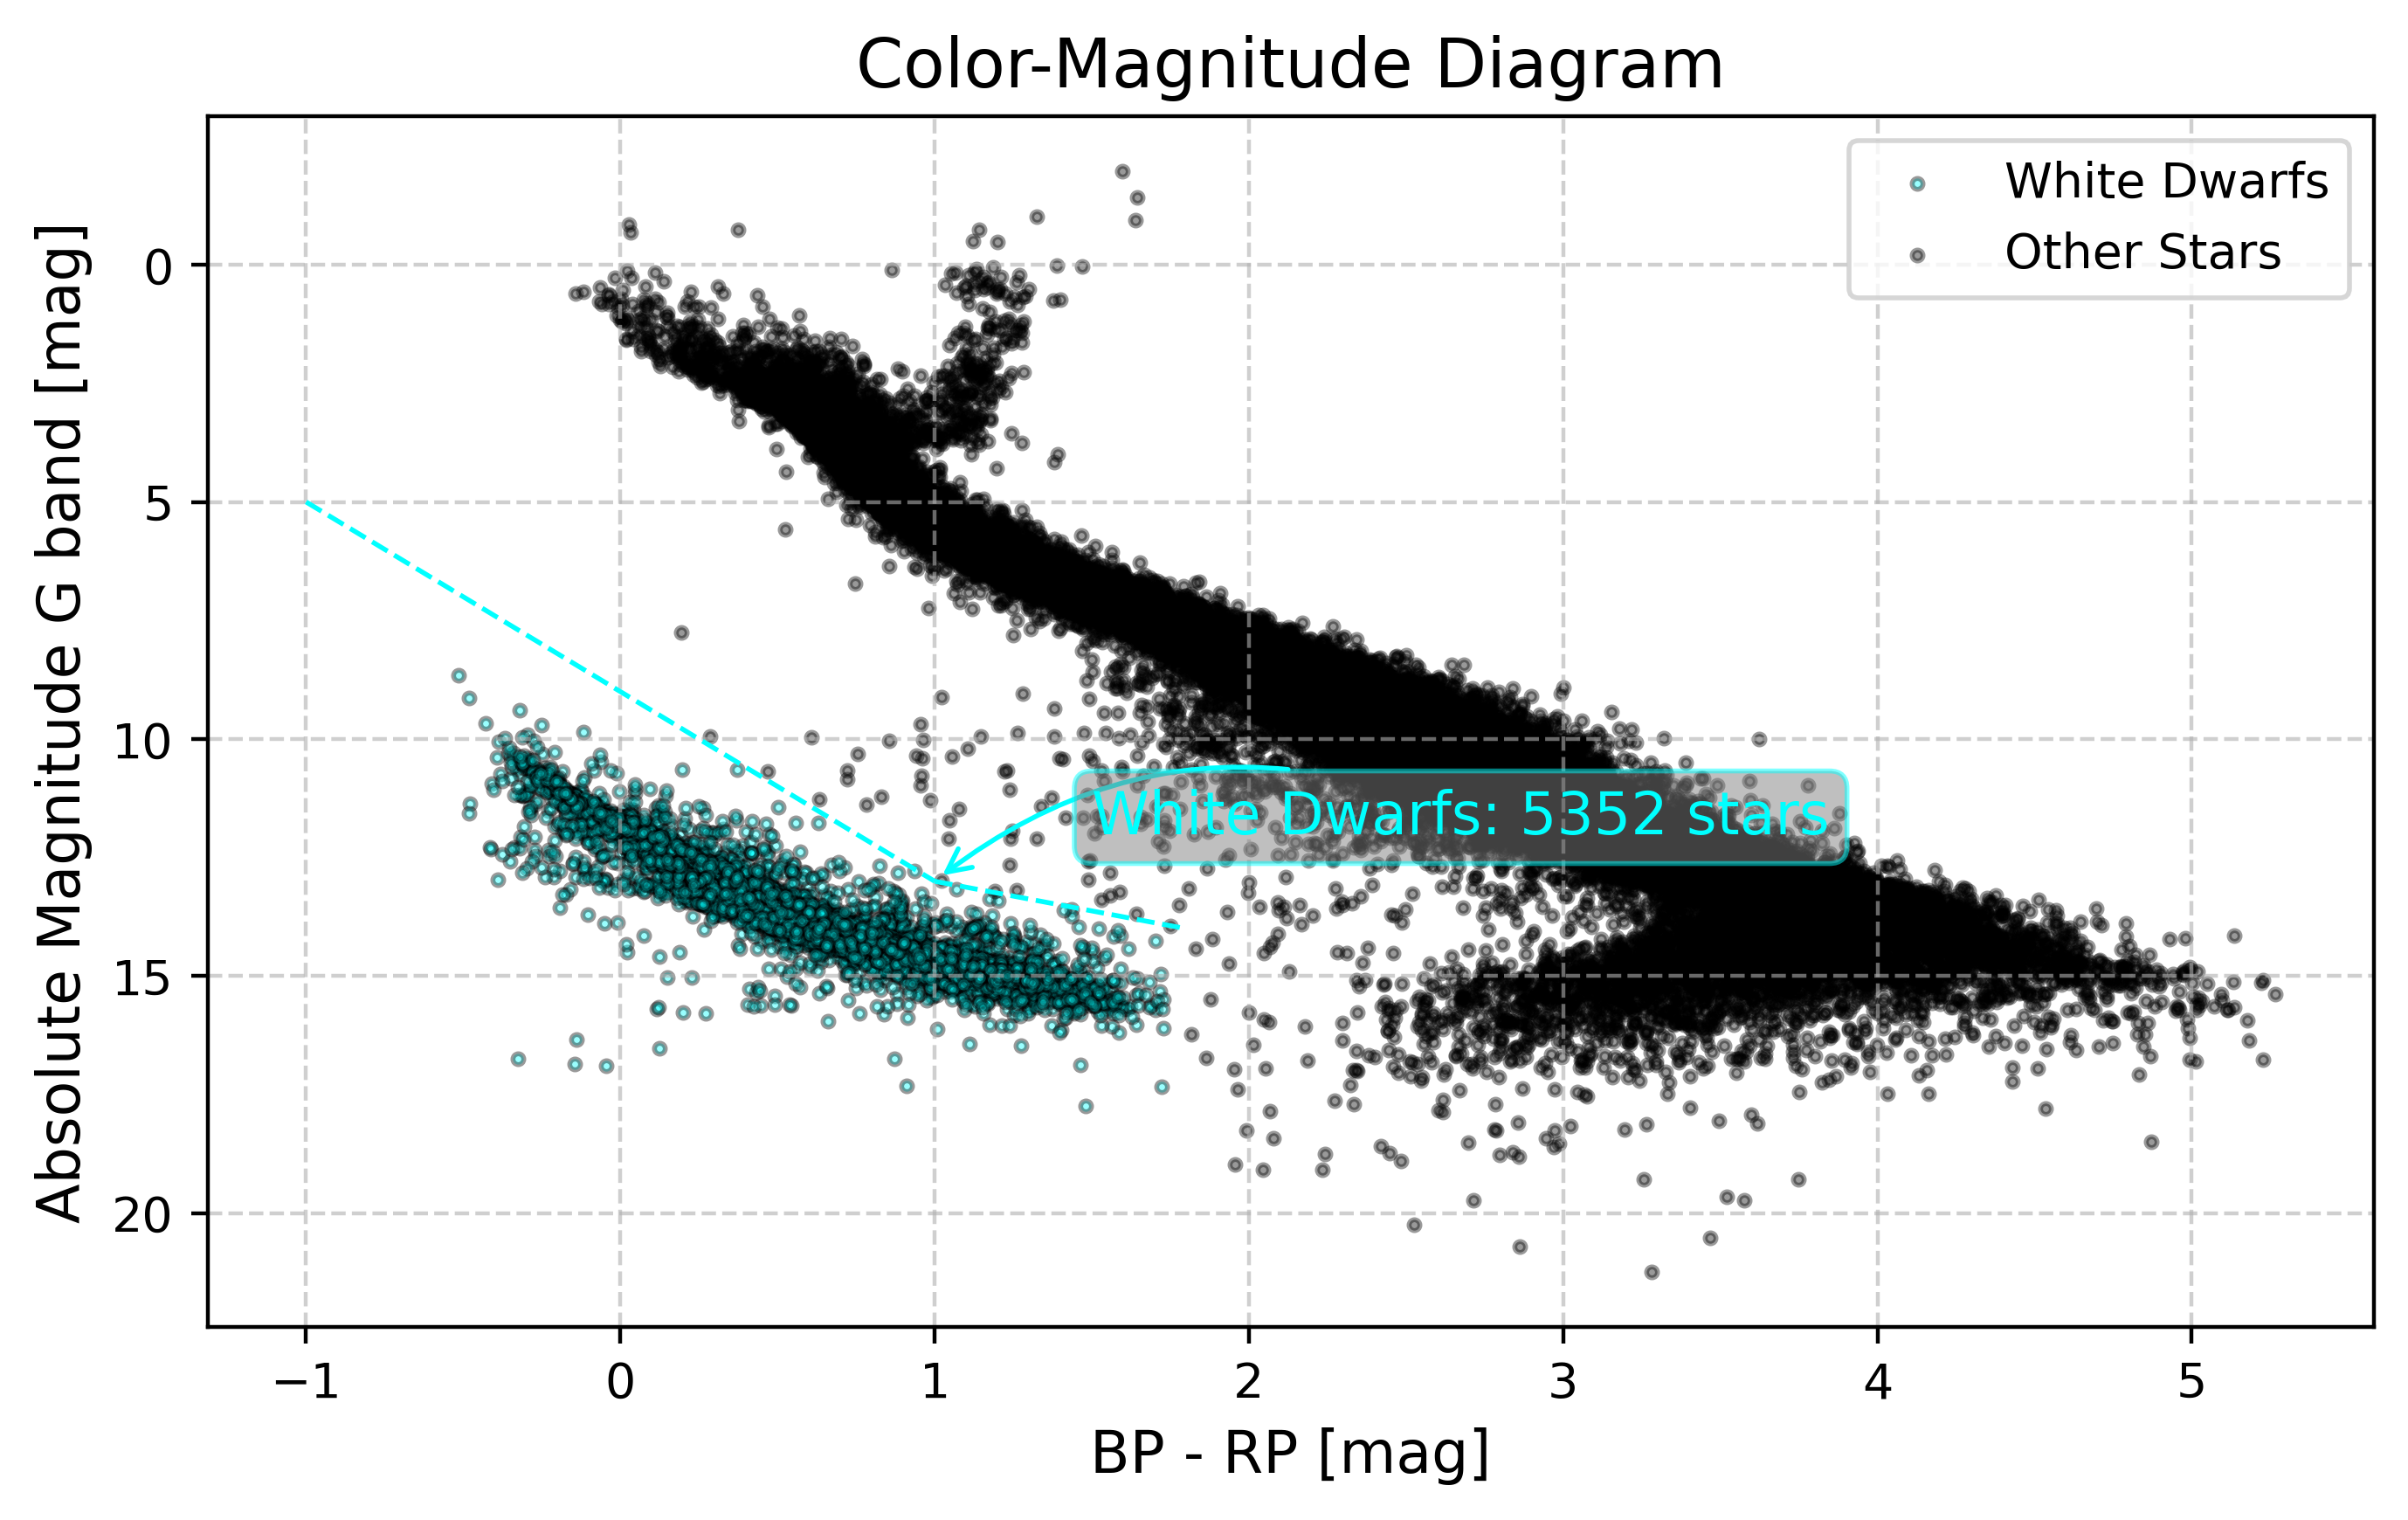 Color-Magnitude Diagram
White Dwarfs
Other Stars
Absolute Magnitude G band [mag]
0
5
10
15
20
White Dwarfs: 5352 stars
−1 0 1 2 3 4 5
BP - RP [mag]